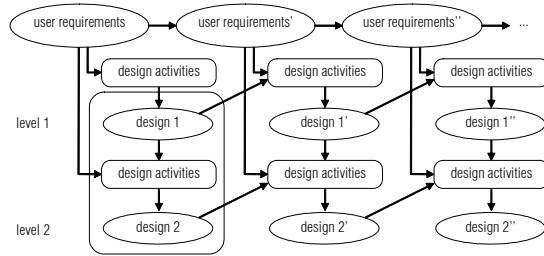 user requirements
user requirements'
user requirements''
...
design activities
design activities
design activities
level 1
design 1
design 1'
design 1''
design activities
design activities
design activities
level 2
design 2
design 2'
design 2''